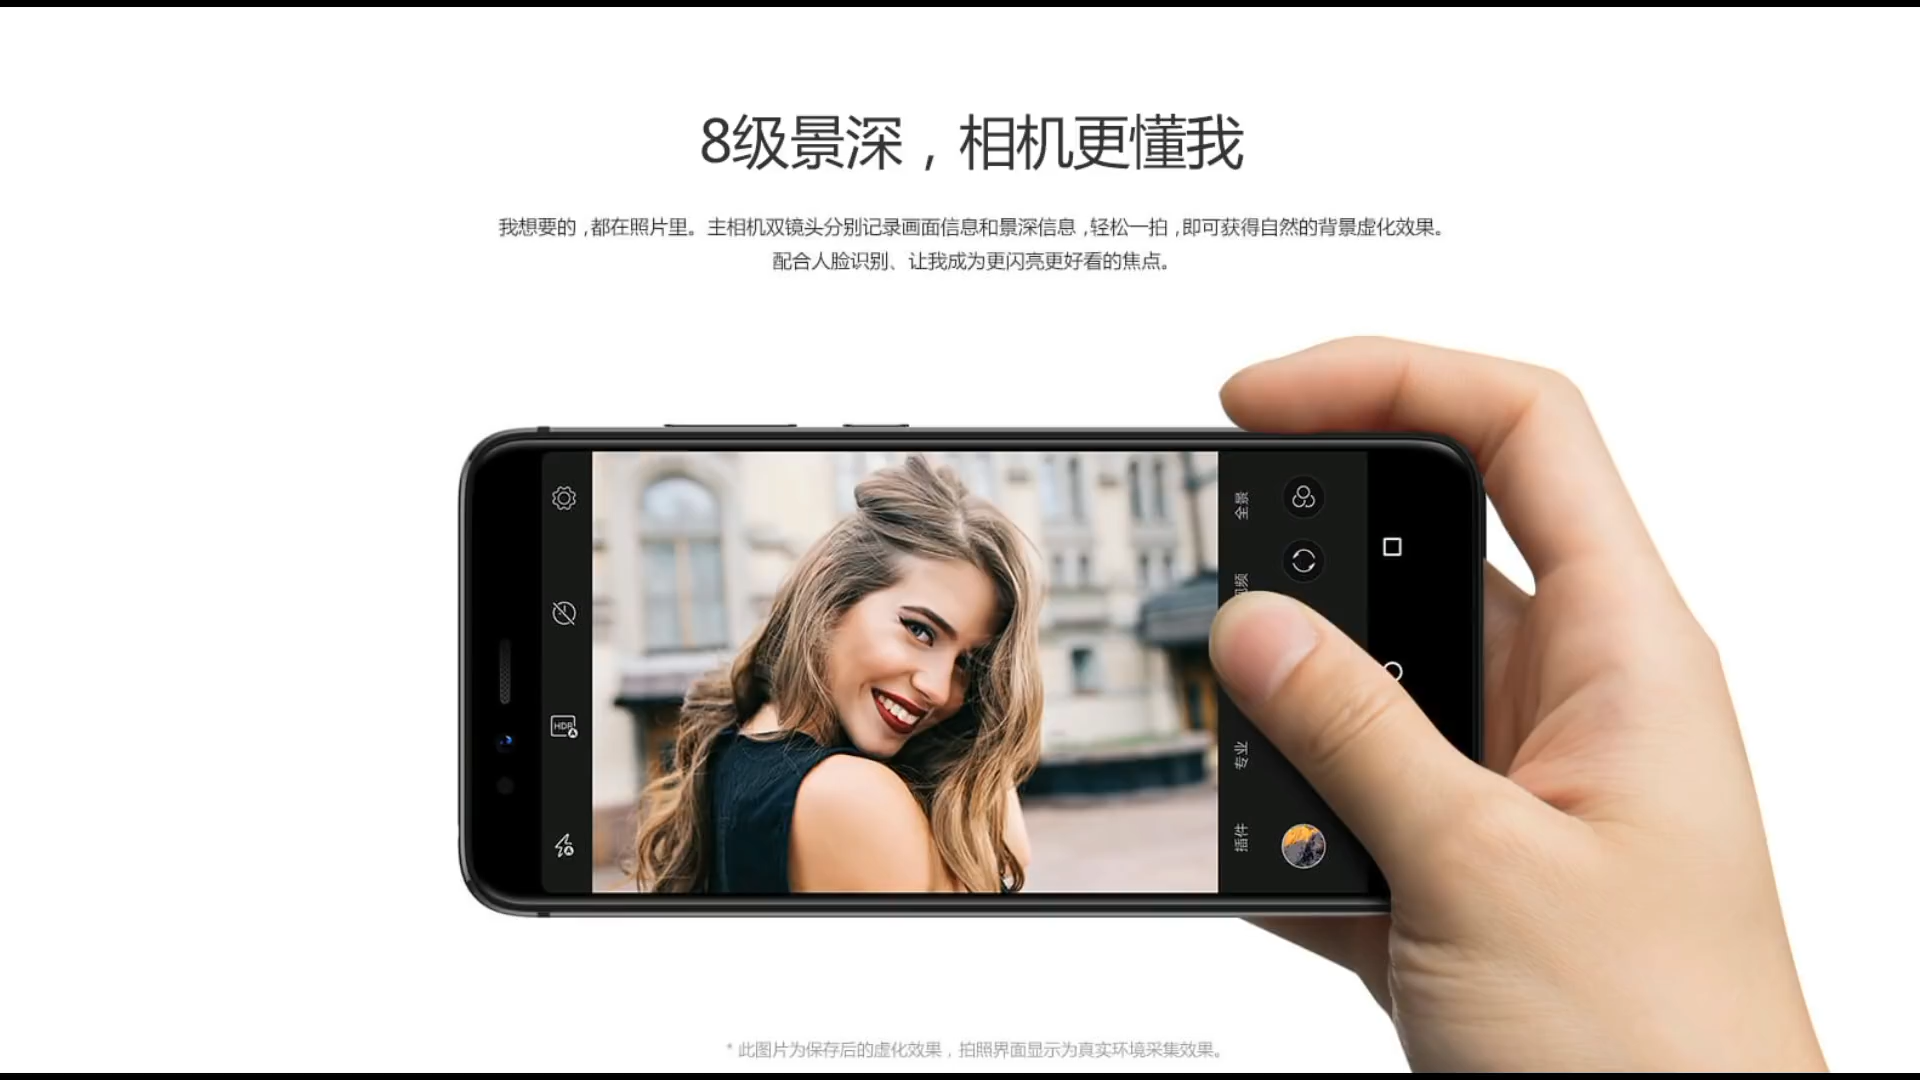 8级景深，相机更懂我
我想要的，都在照片里。主相机双镜头分别记录画面信息和景深信息，轻松一拍，即可获得自然的背景虚化效果。
配合人脸识别、让我成为更闪亮更好看的焦点。
全景
频
专业
插件
HDR
* 此图片为保存后的虚化效果，拍照界面显示为真实环境采集效果。